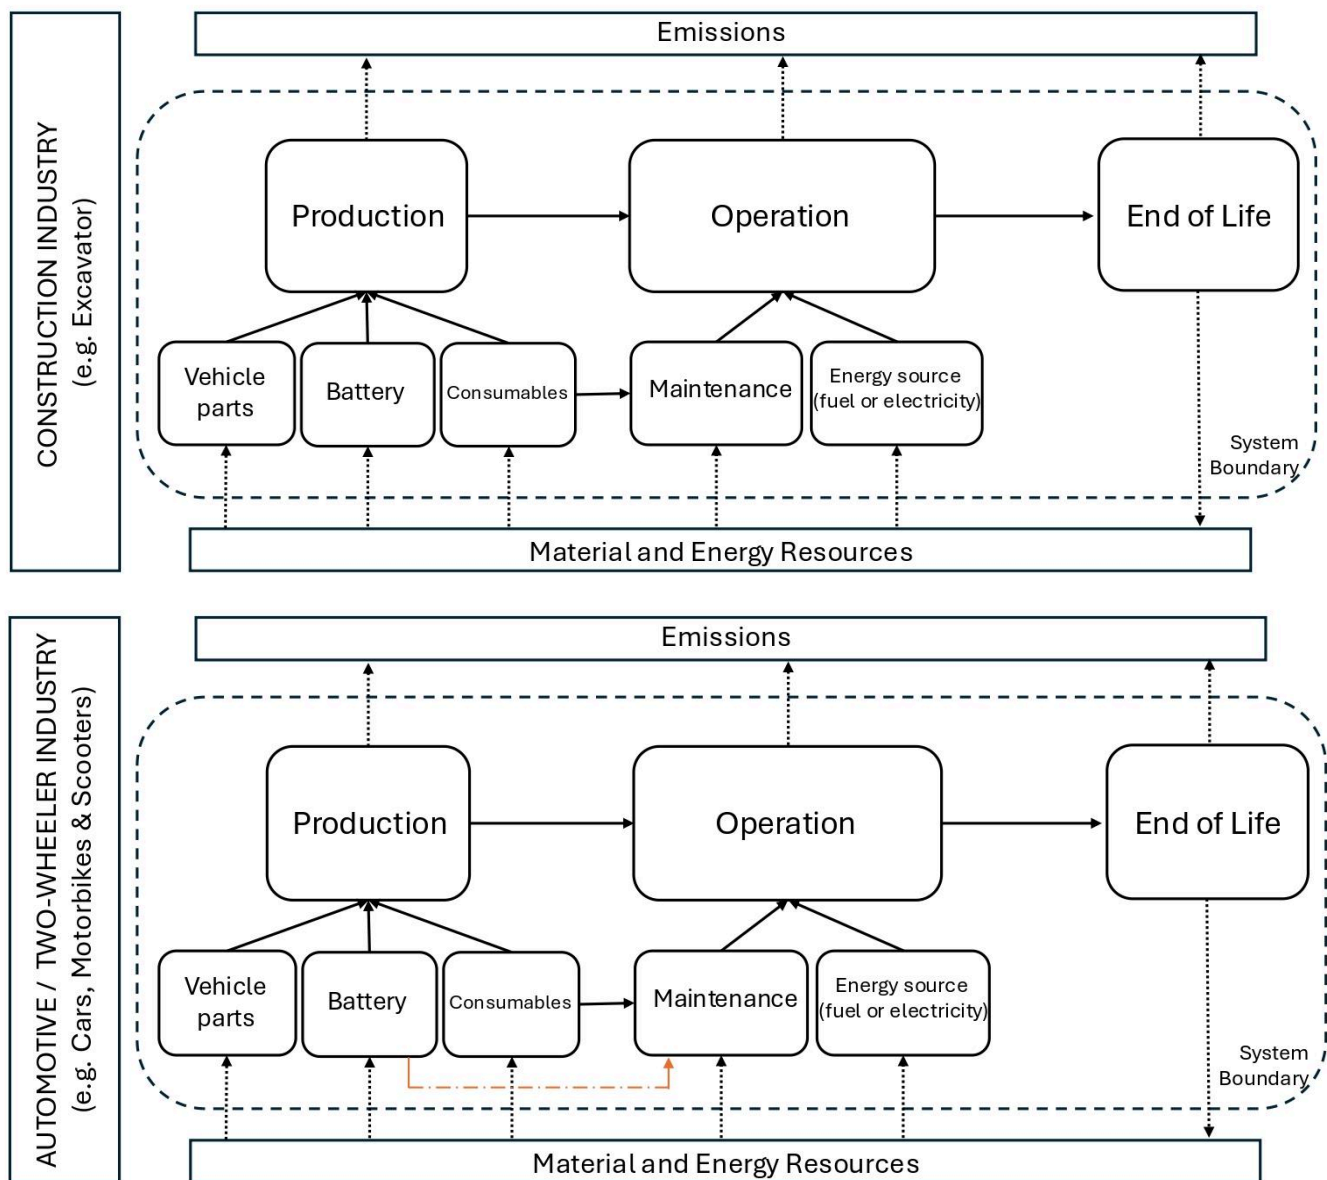 CONSTRUCTION INDUSTRY
(e.g. Excavator)
Emissions
Production
Operation
End of Life
Vehicle
parts
Battery
Consumables
Maintenance
Energy source
(fuel or electricity)
System
Boundary
Material and Energy Resources
AUTOMOTIVE / TWO-WHEELER INDUSTRY
(e.g. Cars, Motorbikes & Scooters)
Emissions
Production
Operation
End of Life
Vehicle
parts
Battery
Consumables
Maintenance
Energy source
(fuel or electricity)
System
Boundary
Material and Energy Resources